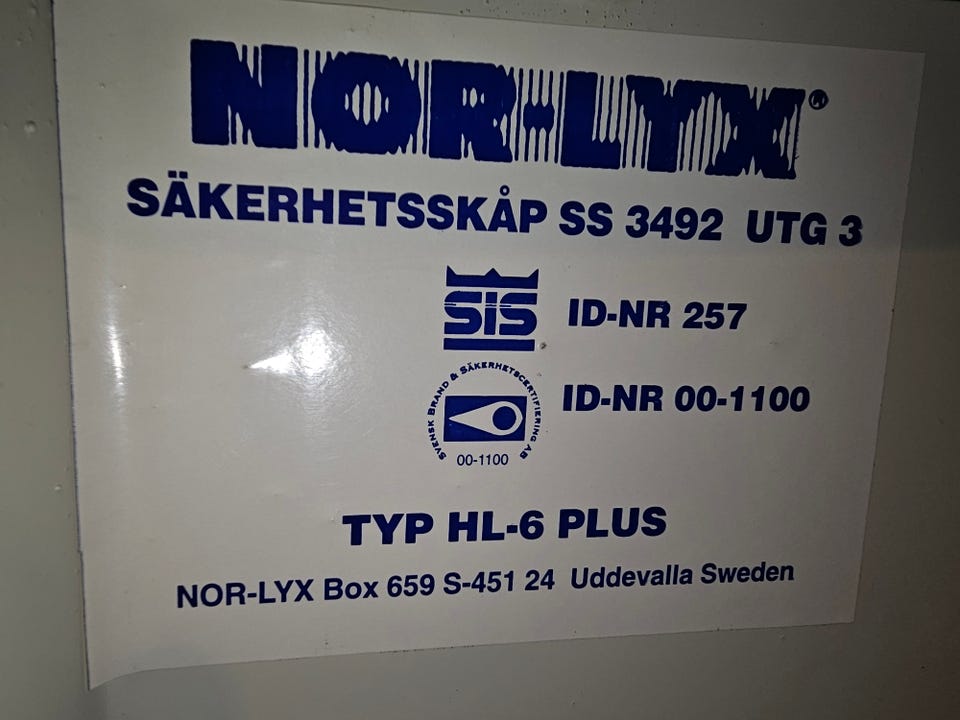 NOR-LYX®
SÄKERHETSSKÅP SS 3492 UTG 3
SIS
ID-NR 257
SVENSK BRAND & SÄKERHETSCERTIFIERING AB
00-1100
ID-NR 00-1100
TYP HL-6 PLUS
NOR-LYX Box 659 S-451 24 Uddevalla Sweden